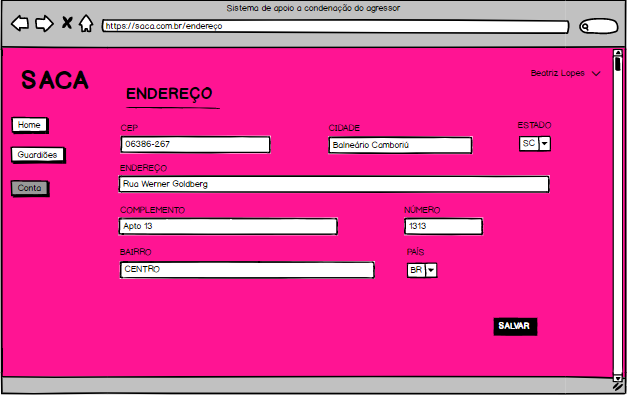 Sistema de apoio a condenação do agressor
https://saca.com.br/endereço
SACA
Beatriz Lopes
ENDEREÇO
Home
Guardiões
Conta
CEP
CIDADE
ESTADO
06386-267
Balneário Camboriú
SC
ENDEREÇO
Rua Werner Goldberg
COMPLEMENTO
NÚMERO
Apto 13
1313
BAIRRO
PAÍS
CENTRO
BR
SALVAR